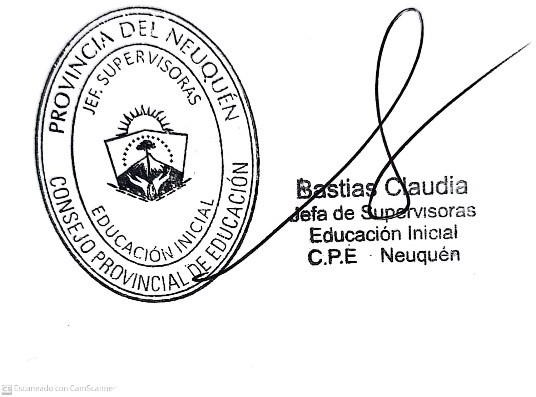 PROVINCIA DEL NEUQUÉN
JEF. SUPERVISORAS
EDUCACIÓN INICIAL
CONSEJO PROVINCIAL DE EDUCACIÓN
Bastias Claudia
Jefa de Supervisoras
Educación Inicial
C.P.E Neuquén
CS Escaneado con CamScanner